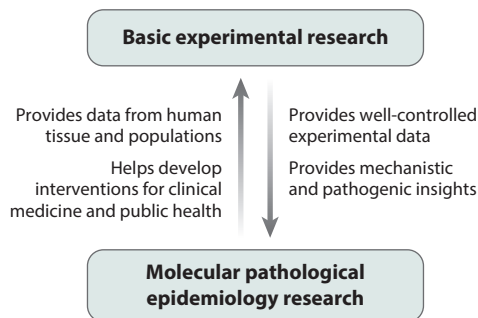 Basic experimental research
Provides data from human
tissue and populations
Helps develop
interventions for clinical
medicine and public health
Provides well-controlled
experimental data
Provides mechanistic
and pathogenic insights
Molecular pathological
epidemiology research